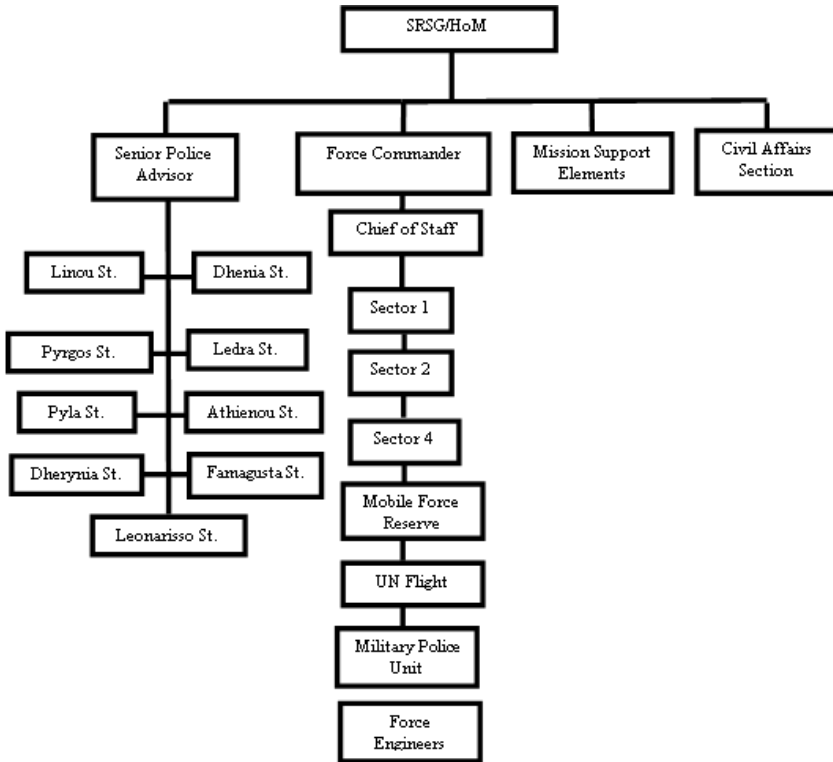 SRSG/HoM
Senior Police
Advisor
Force Commander
Mission Support
Elements
Civil Affairs
Section
Chief of Staff
Linou St.
Dhenia St.
Sector 1
Pyrgos St.
Ledra St.
Sector 2
Pyla St.
Athienou St.
Sector 4
Dherynia St.
Famagusta St.
Mobile Force
Reserve
Leonarisso St.
UN Flight
Military Police
Unit
Force
Engineers